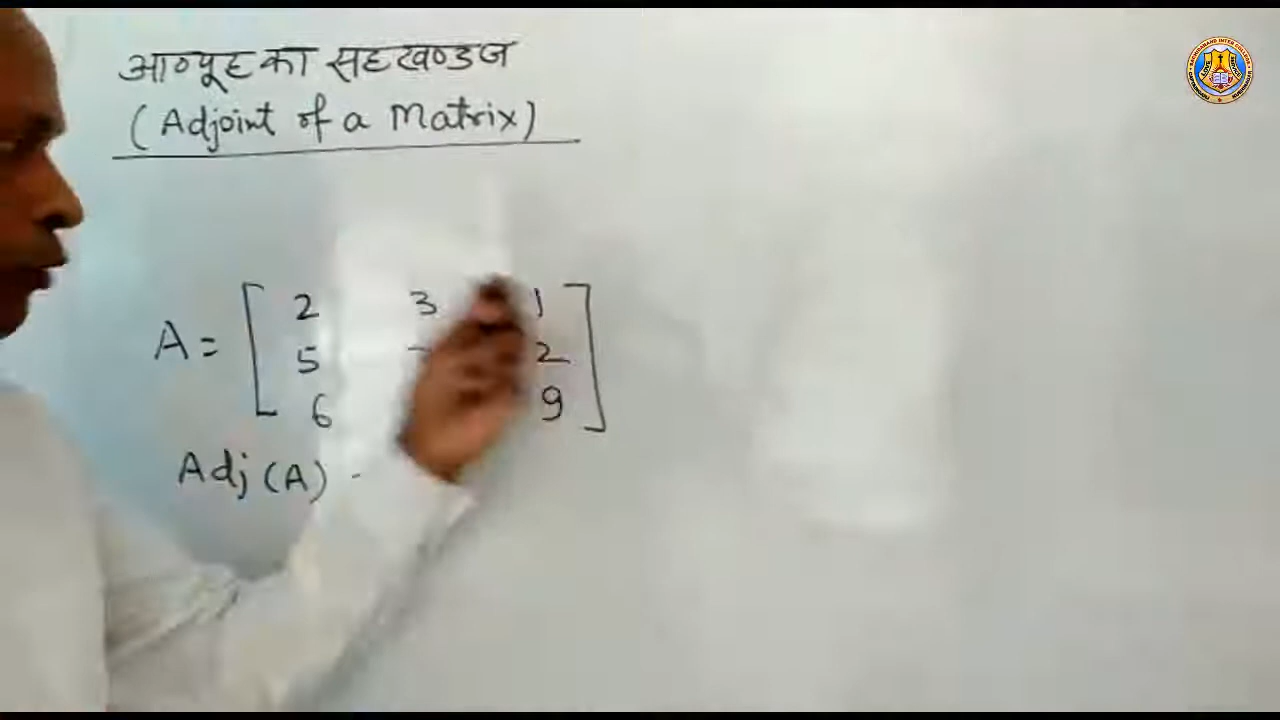 आव्यूह का सहखण्डज
(Adjoint of a Matrix)
A = [ 2 3 1
5 2
6 9 ]
Adj (A) -